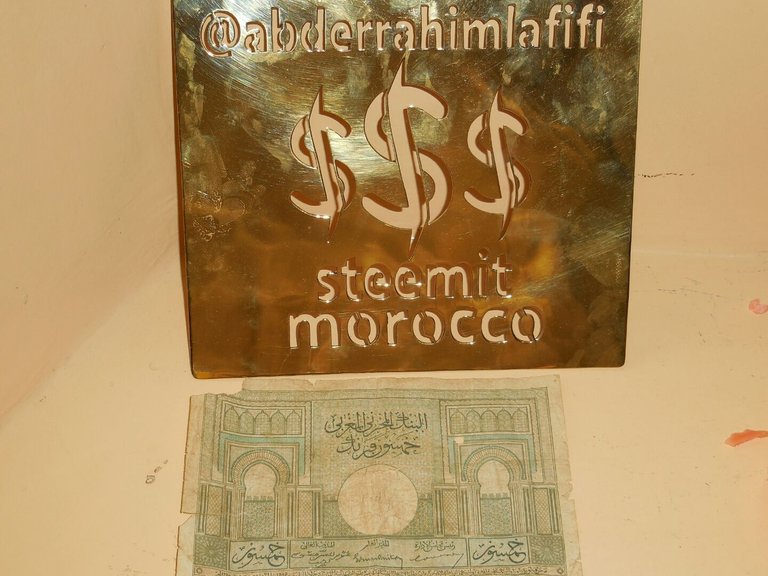 @abderrahimlafifi
$$$
steemit
morocco
البنك المخزني المغربي
خمسون فرنك
خمسون
خمسون